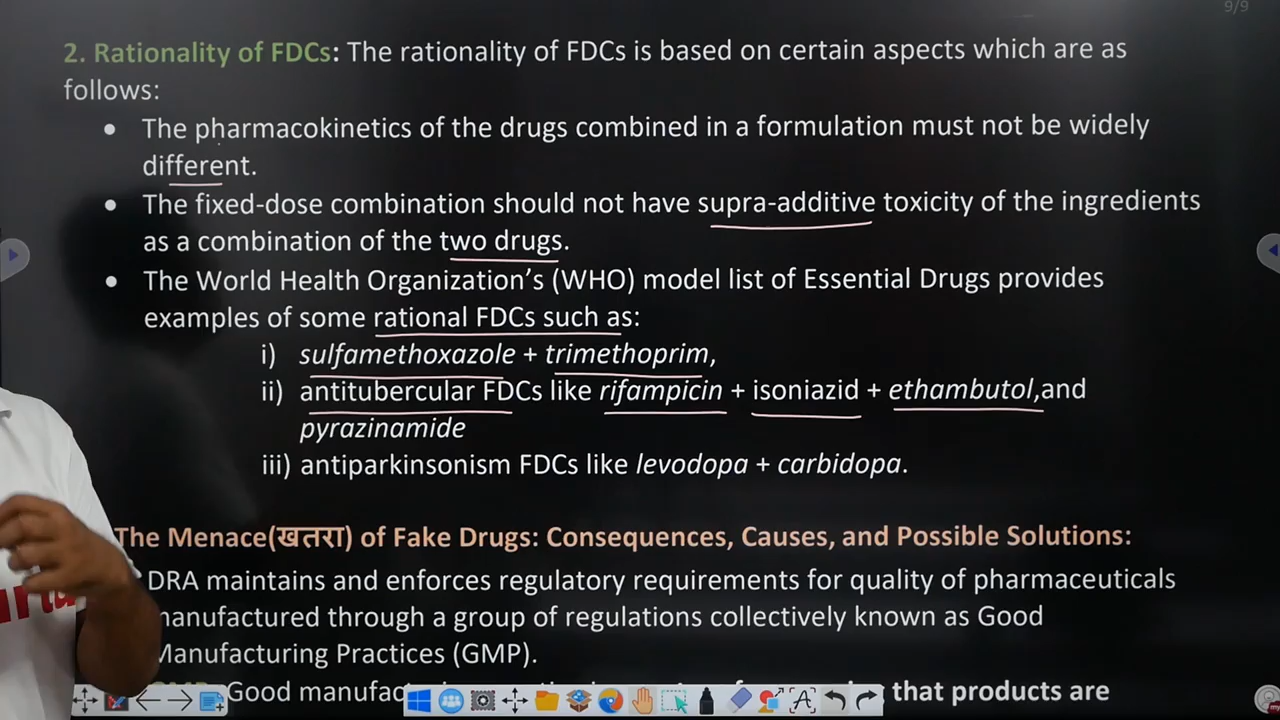 9/9
2. Rationality of FDCs: The rationality of FDCs is based on certain aspects which are as
follows:
• The pharmacokinetics of the drugs combined in a formulation must not be widely
different.
• The fixed-dose combination should not have supra-additive toxicity of the ingredients
as a combination of the two drugs.
• The World Health Organization’s (WHO) model list of Essential Drugs provides
examples of some rational FDCs such as:
i) sulfamethoxazole + trimethoprim,
ii) antitubercular FDCs like rifampicin + isoniazid + ethambutol,and
pyrazinamide
iii) antiparkinsonism FDCs like levodopa + carbidopa.
The Menace(खतरा) of Fake Drugs: Consequences, Causes, and Possible Solutions:
DRA maintains and enforces regulatory requirements for quality of pharmaceuticals
manufactured through a group of regulations collectively known as Good
Manufacturing Practices (GMP).
Good that products are